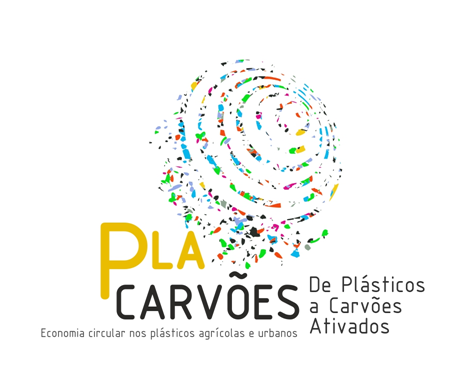 PLA
CARVÕES
De Plásticos
a Carvões
Ativados
Economia circular nos plásticos agrícolas e urbanos